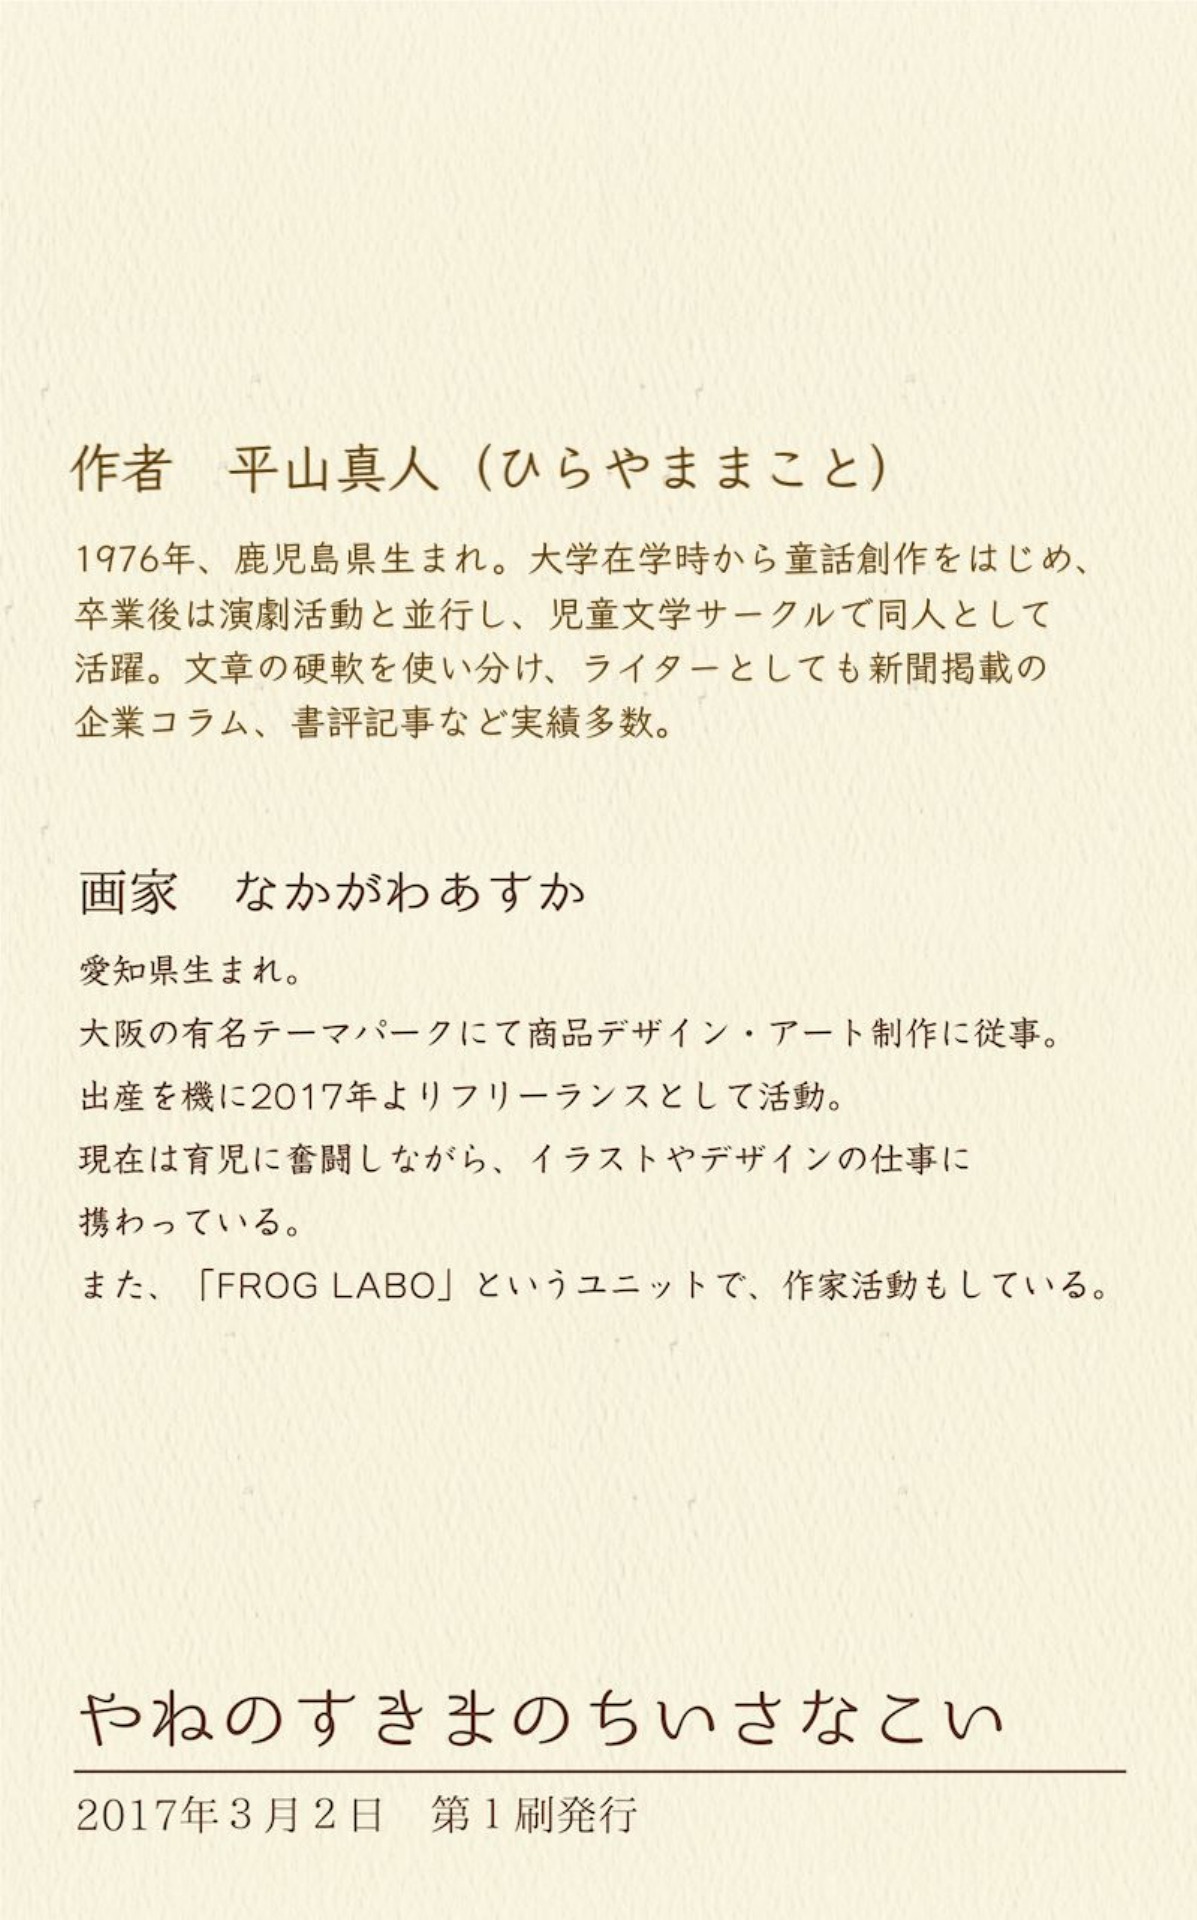 作者　平山真人（ひらやままこと）
1976年、鹿児島県生まれ。大学在学時から童話創作をはじめ、
卒業後は演劇活動と並行し、児童文学サークルで同人として
活躍。文章の硬軟を使い分け、ライターとしても新聞掲載の
企業コラム、書評記事など実績多数。
画家　なかがわあすか
愛知県生まれ。
大阪の有名テーマパークにて商品デザイン・アート制作に従事。
出産を機に2017年よりフリーランスとして活動。
現在は育児に奮闘しながら、イラストやデザインの仕事に
携わっている。
また、「FROG LABO」というユニットで、作家活動もしている。
やねのすきまのちいさなこい
2017年３月２日　第１刷発行